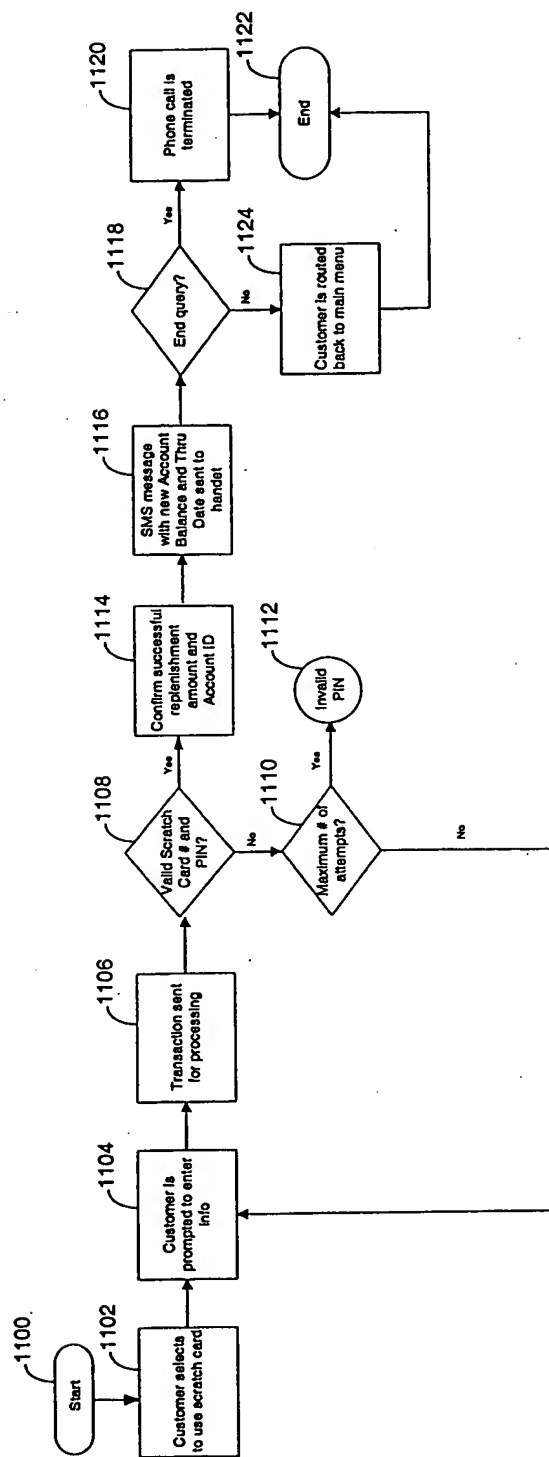 1100
Start
1102
Customer selects
to use scratch card
1104
Customer is
prompted to enter
info
1106
Transaction sent
for processing
1108
Valid Scratch
Card # and
PIN?
Yes
No
1110
Maximum # of
attempts?
Yes
No
1112
Invalid
PIN
1114
Confirm successful
replenishment
amount and
Account ID
1116
SMS message
with new Account
Balance and Thru
Date sent to
handet
1118
End query?
Yes
No
1120
Phone call is
terminated
1122
End
1124
Customer is routed
back to main menu